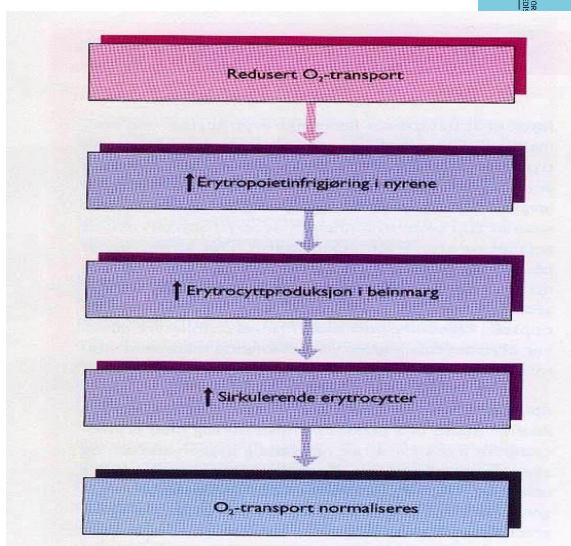 Redusert O₂-transport
↑ Erytropoietinfrigjøring i nyrene
↑ Erytrocyttproduksjon i beinmarg
↑ Sirkulerende erytrocytter
O₂-transport normaliseres